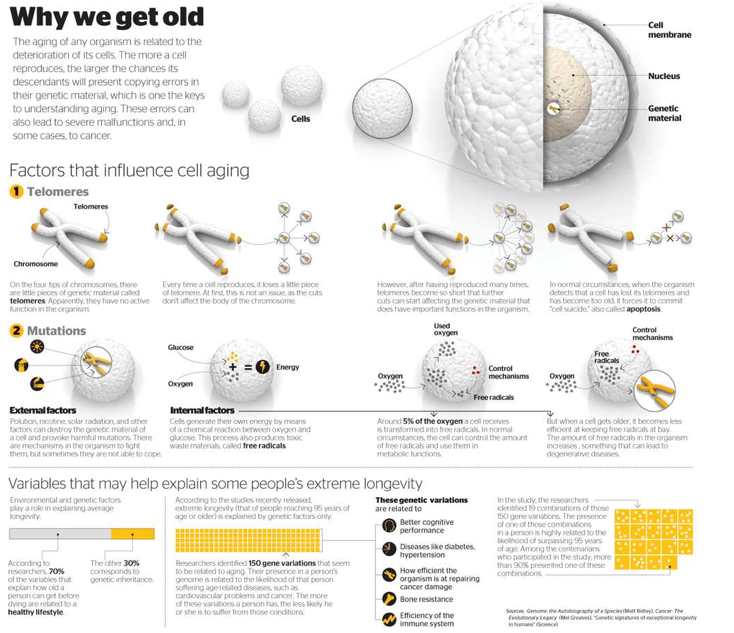 Why we get old
The aging of any organism is related to the
deterioration of its cells. The more a cell
reproduces, the larger the chances its
descendants will present copying errors in
their genetic material, which is one the keys
to understanding aging. These errors can
also lead to severe malfunctions and, in
some cases, to cancer.
Cells
Cell
membrane
Nucleus
Genetic
material
Factors that influence cell aging
1 Telomeres
Telomeres
Chromosome
On the four tips of chromosomes, there
are little pieces of genetic material called
telomeres. Apparently, they have no active
function in the organism.
Every time a cell reproduces, it loses a little piece
of telomere. At first, this is not an issue, as the cuts
don't affect the body of the chromosome.
However, after having reproduced many times,
telomeres become so short that further
cuts can start affecting the genetic material that
does have important functions in the organism.
In normal circumstances, when the organism
detects that a cell has lost its telomeres and
has become too old, it forces it to commit
"cell suicide," also called apoptosis.
2 Mutations
External factors
Polution, nicotine, solar radiation, and other
factors can destroy the genetic material of
a cell and provoke harmful mutations. There
are mechanisms in the organism to fight
them, but sometimes they are not able to cope.
Glucose
Oxygen
+ =
Energy
Internal factors
Cells generate their own energy by means
of a chemical reaction between oxygen and
glucose. This process also produces toxic
waste materials, called free radicals.
Used
oxygen
Oxygen
Control
mechanisms
Free radicals
Around 5% of the oxygen a cell receives
is transformed into free radicals. In normal
circumstances, the cell can control the amount
of free radicals and use them in
metabolic functions.
Control
mechanisms
Free
radicals
Oxygen
But when a cell gets older, it becomes less
efficient at keeping free radicals at bay.
The amount of free radicals in the organism
increases , something that can lead to
degenerative diseases.
Variables that may help explain some people's extreme longevity
Environmental and genetic factors
play a role in explaining average
longevity.
According to
researchers, 70%
of the variables that
explain how old a
person can get before
dying are related to a
healthy lifestyle.
The other 30%
corresponds to
genetic inheritance.
According to the studies recently released,
extreme longevity (that of people reaching 95 years of
age or older) is explained by genetic factors only.
Researchers identified 150 gene variations that seem
to be related to aging. Their presence in a person's
genome is related to the likelihood of that person
suffering age-related diseases, such as
cardiovascular problems and cancer. The more
of these variations a person has, the less likely he
or she is to suffer from those conditions.
These genetic variations
are related to
Better cognitive
performance
Diseases like diabetes,
hypertension
How efficient the
organism is at repairing
cancer damage
Bone resistance
Efficiency of the
immune system
In the study, the researchers
identified 19 combinations of those
150 gene variations. The presence
of one of those combinations
in a person is highly related to the
likelihood of surpassing 95 years
of age. Among the centenarians
who participated in the study, more
than 90% presented one of these
combinations.
Sources: Genome: the Autobiography of a Species (Matt Ridley), Cancer: The
Evolutionary Legacy (Mel Greaves), "Genetic signatures of exceptional longevity
in humans" (Science)